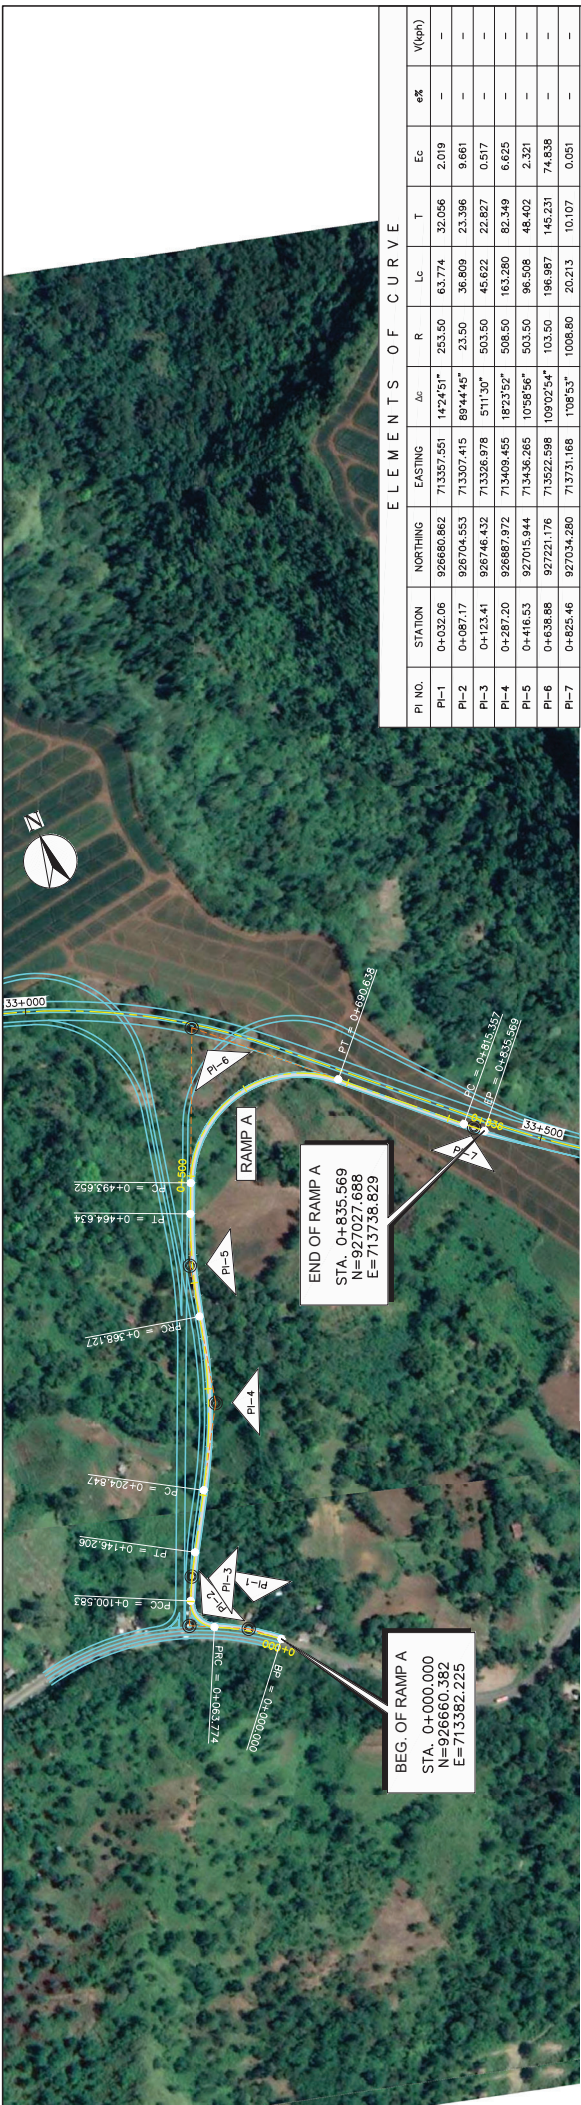 ELEMENTS OF CURVE
PI NO. STATION NORTHING EASTING Δc R Lc T Ec e% V(kph)
PI-1 0+032.06 926680.862 713357.551 14°24'51" 253.50 63.774 32.056 2.019 - -
PI-2 0+087.17 926704.553 713307.415 89°44'45" 23.50 36.809 23.396 9.661 - -
PI-3 0+123.41 926746.432 713326.978 5°11'30" 503.50 45.622 22.827 0.517 - -
PI-4 0+287.20 926887.972 713409.455 18°23'52" 508.50 163.280 82.349 6.625 - -
PI-5 0+416.53 927015.944 713436.265 10°58'56" 503.50 96.508 48.402 2.321 - -
PI-6 0+638.88 927221.176 713522.598 109°02'54" 103.50 196.987 145.231 74.838 - -
PI-7 0+825.46 927034.280 713731.168 1°08'53" 1008.80 20.213 10.107 0.051 - -
N
33+000
33+500
PI-6
RAMP A
PT = 0+690.638
PC = 0+815.357
EP = 0+835.569
0+836
PI-7
END OF RAMP A
STA. 0+835.569
N=927027.688
E=713738.829
0+500
PC = 0+493.652
PT = 0+464.634
PI-5
PRC = 0+368.127
PI-4
PC = 0+204.847
PT = 0+146.206
PCC = 0+100.583
PI-3
PI-2
PI-1
PRC = 0+063.774
BP = 0+000.000
0+000
BEG. OF RAMP A
STA. 0+000.000
N=926660.382
E=713382.225